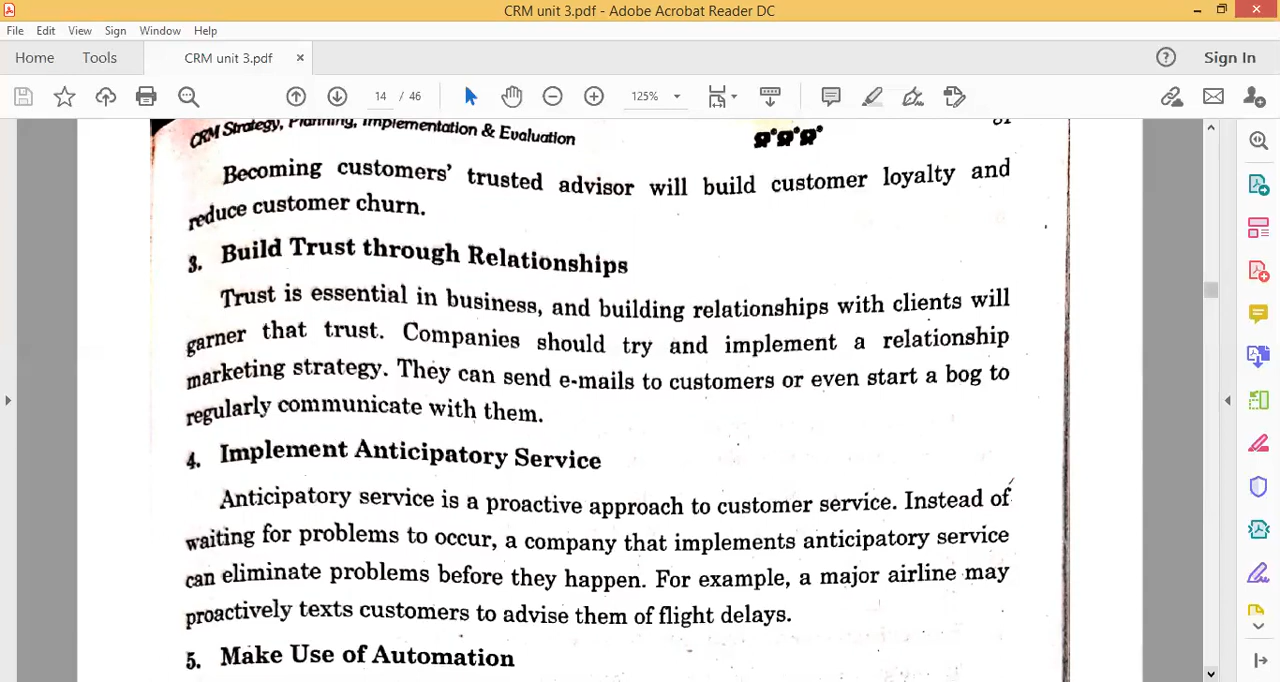 CRM unit 3.pdf - Adobe Acrobat Reader DC
File Edit View Sign Window Help
Home Tools CRM unit 3.pdf × Sign In
14 / 46 125%
CRM Strategy, Planning, Implementation & Evaluation
Becoming customers' trusted advisor will build customer loyalty and
reduce customer churn.
3. Build Trust through Relationships
Trust is essential in business, and building relationships with clients will
garner that trust. Companies should try and implement a relationship
marketing strategy. They can send e-mails to customers or even start a bog to
regularly communicate with them.
4. Implement Anticipatory Service
Anticipatory service is a proactive approach to customer service. Instead of
waiting for problems to occur, a company that implements anticipatory service
can eliminate problems before they happen. For example, a major airline may
proactively texts customers to advise them of flight delays.
5. Make Use of Automation